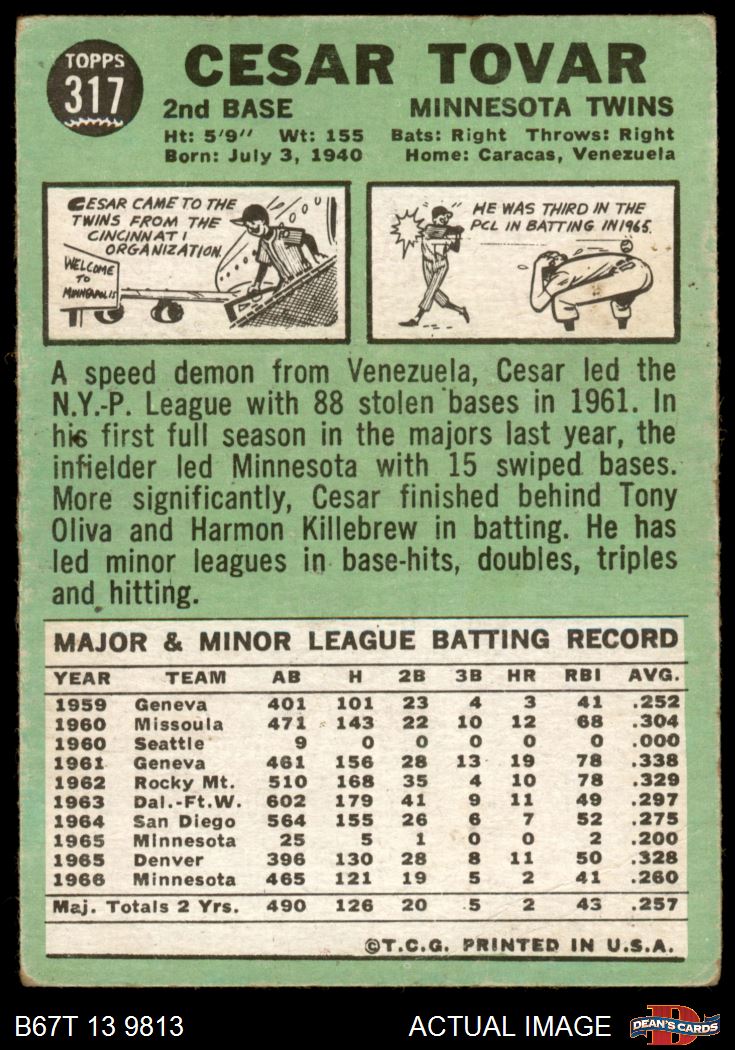 TOPPS
317
CESAR TOVAR
2nd BASE MINNESOTA TWINS
Ht: 5'9" Wt: 155 Bats: Right Throws: Right
Born: July 3, 1940 Home: Caracas, Venezuela
CESAR CAME TO THE
TWINS FROM THE
CINCINNATI
ORGANIZATION.
WELCOME
TO
MINNEAPOLIS
HE WAS THIRD IN THE
PCL IN BATTING IN 1965.
A speed demon from Venezuela, Cesar led the
N.Y.-P. League with 88 stolen bases in 1961. In
his first full season in the majors last year, the
infielder led Minnesota with 15 swiped bases.
More significantly, Cesar finished behind Tony
Oliva and Harmon Killebrew in batting. He has
led minor leagues in base-hits, doubles, triples
and hitting.
MAJOR & MINOR LEAGUE BATTING RECORD
YEAR TEAM AB H 2B 3B HR RBI AVG.
1959 Geneva 401 101 23 4 3 41 .252
1960 Missoula 471 143 22 10 12 68 .304
1960 Seattle 9 0 0 0 0 0 .000
1961 Geneva 461 156 28 13 19 78 .338
1962 Rocky Mt. 510 168 35 4 10 78 .329
1963 Dal.-Ft.W. 602 179 41 9 11 49 .297
1964 San Diego 564 155 26 6 7 52 .275
1965 Minnesota 25 5 1 0 0 2 .200
1965 Denver 396 130 28 8 11 50 .328
1966 Minnesota 465 121 19 5 2 41 .260
Maj. Totals 2 Yrs. 490 126 20 5 2 43 .257
©T.C.G. PRINTED IN U.S.A.
B67T 13 9813 ACTUAL IMAGE
D
DEAN'S CARDS